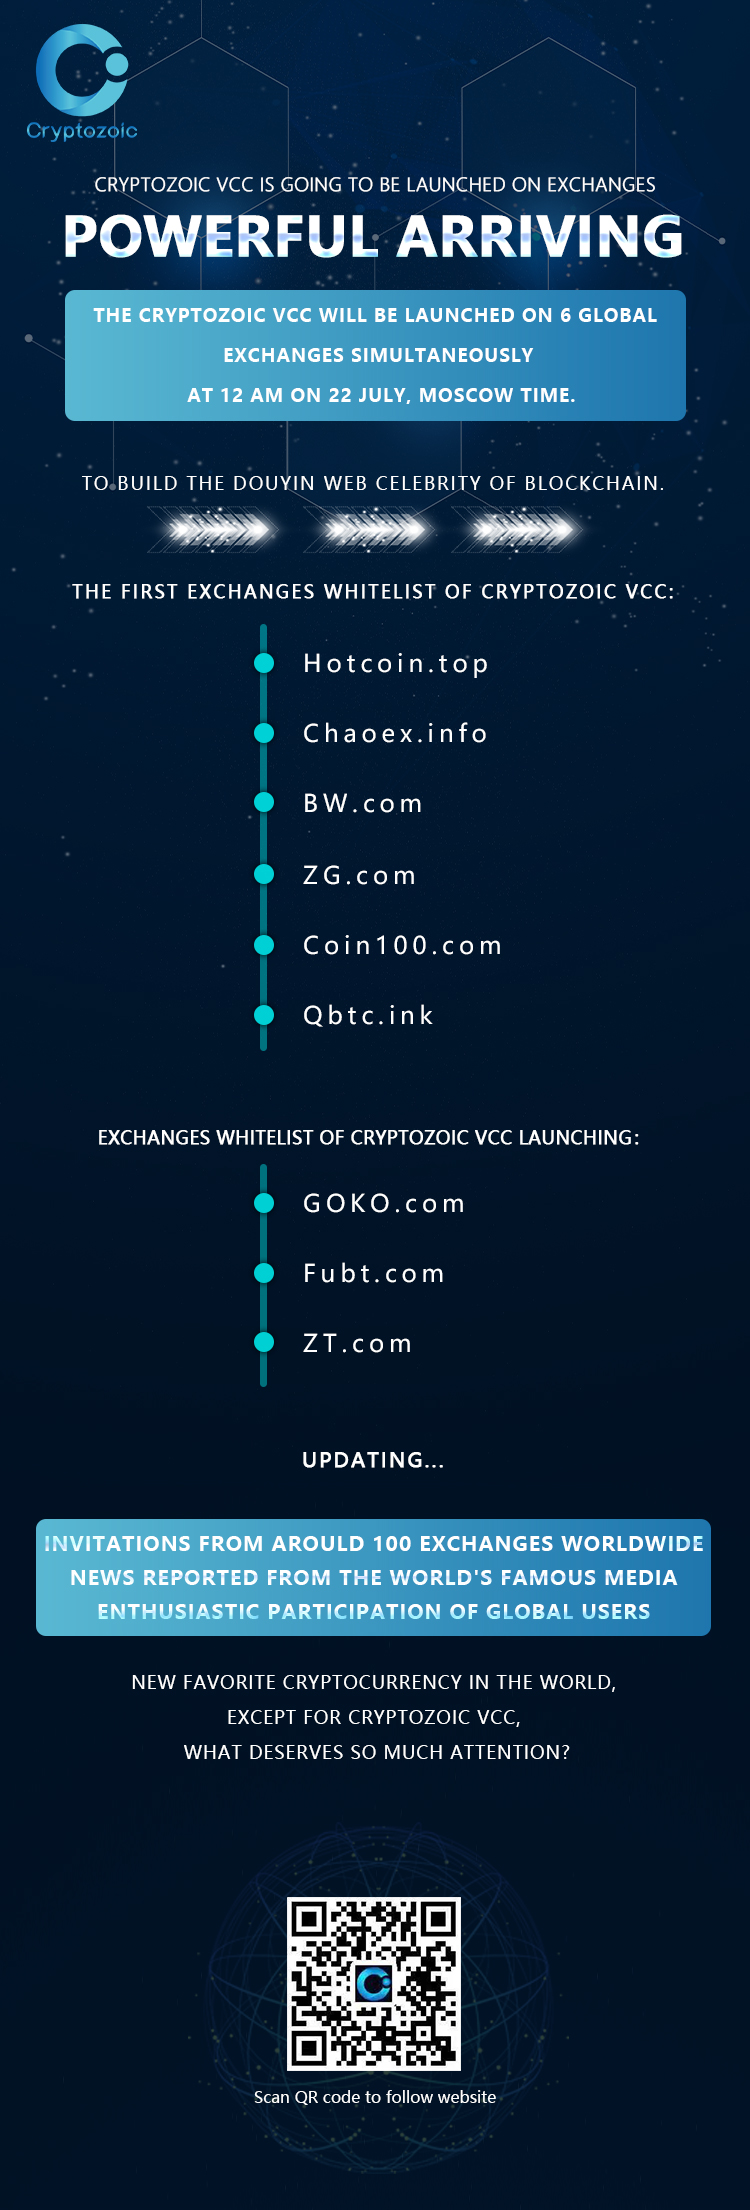 Cryptozoic
CRYPTOZOIC VCC IS GOING TO BE LAUNCHED ON EXCHANGES
POWERFUL ARRIVING
THE CRYPTOZOIC VCC WILL BE LAUNCHED ON 6 GLOBAL
EXCHANGES SIMULTANEOUSLY
AT 12 AM ON 22 JULY, MOSCOW TIME.
TO BUILD THE DOUYIN WEB CELEBRITY OF BLOCKCHAIN.
THE FIRST EXCHANGES WHITELIST OF CRYPTOZOIC VCC:
Hotcoin.top
Chaoex.info
BW.com
ZG.com
Coin100.com
Qbtc.ink
EXCHANGES WHITELIST OF CRYPTOZOIC VCC LAUNCHING:
GOKO.com
Fubt.com
ZT.com
UPDATING...
INVITATIONS FROM AROULD 100 EXCHANGES WORLDWIDE
NEWS REPORTED FROM THE WORLD'S FAMOUS MEDIA
ENTHUSIASTIC PARTICIPATION OF GLOBAL USERS
NEW FAVORITE CRYPTOCURRENCY IN THE WORLD,
EXCEPT FOR CRYPTOZOIC VCC,
WHAT DESERVES SO MUCH ATTENTION?
Scan QR code to follow website